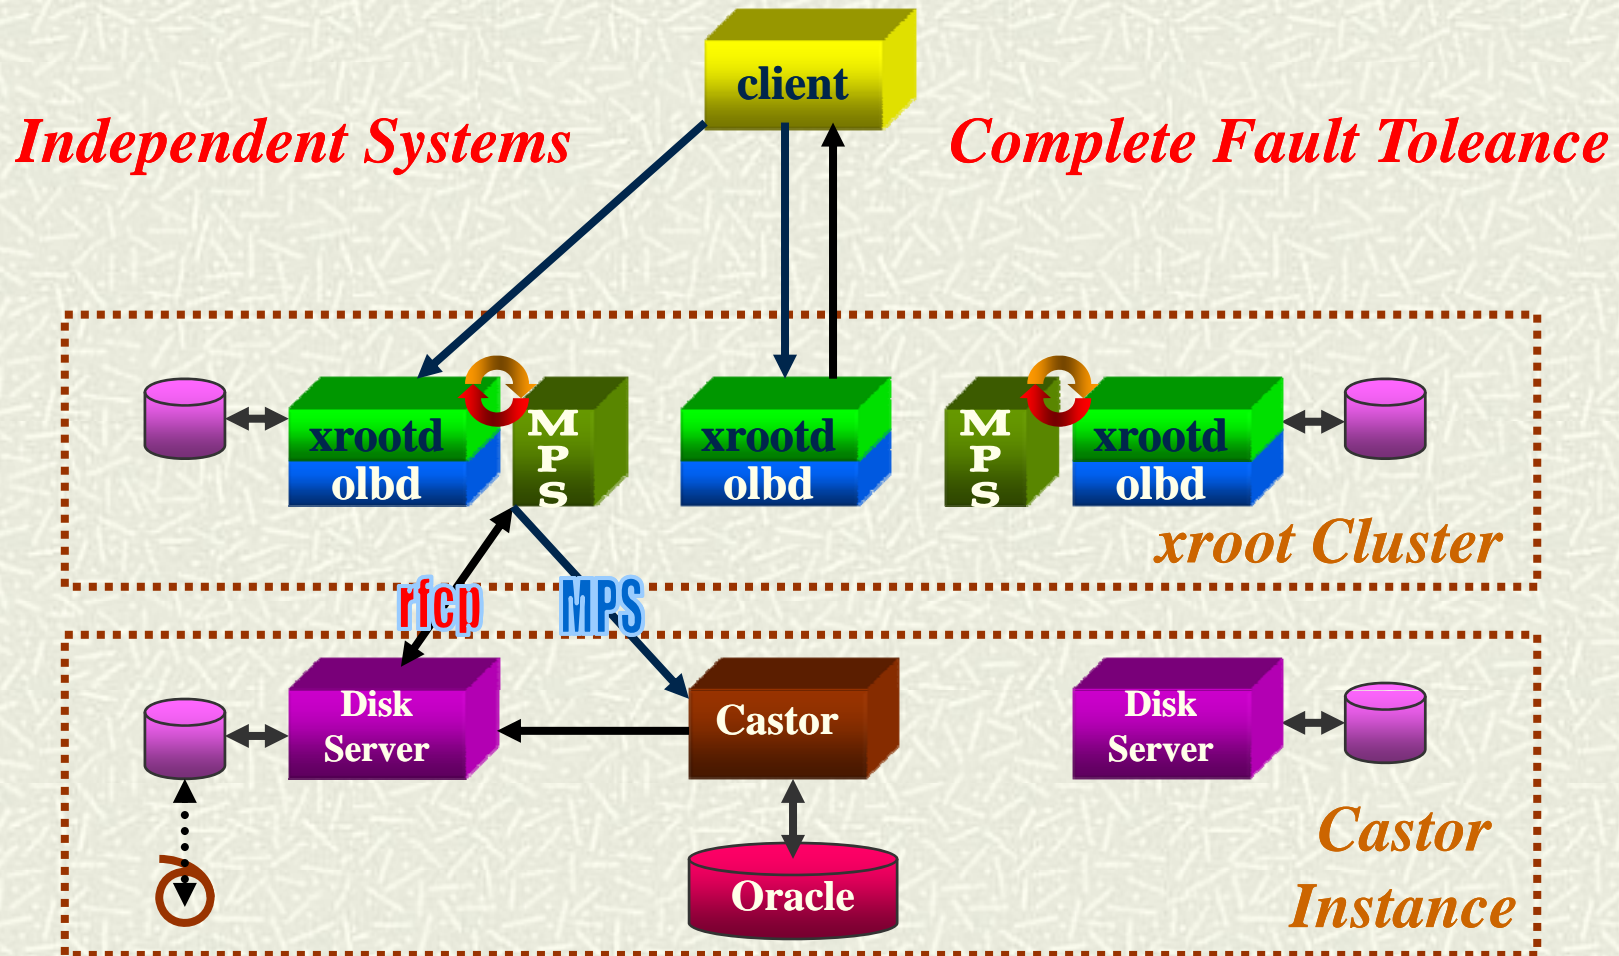 client
Independent Systems
Complete Fault Toleance
xrootd
olbd
M
P
S
xrootd
olbd
M
P
S
xrootd
olbd
xroot Cluster
rfcp
MPS
Disk
Server
Castor
Disk
Server
Castor
Instance
Oracle